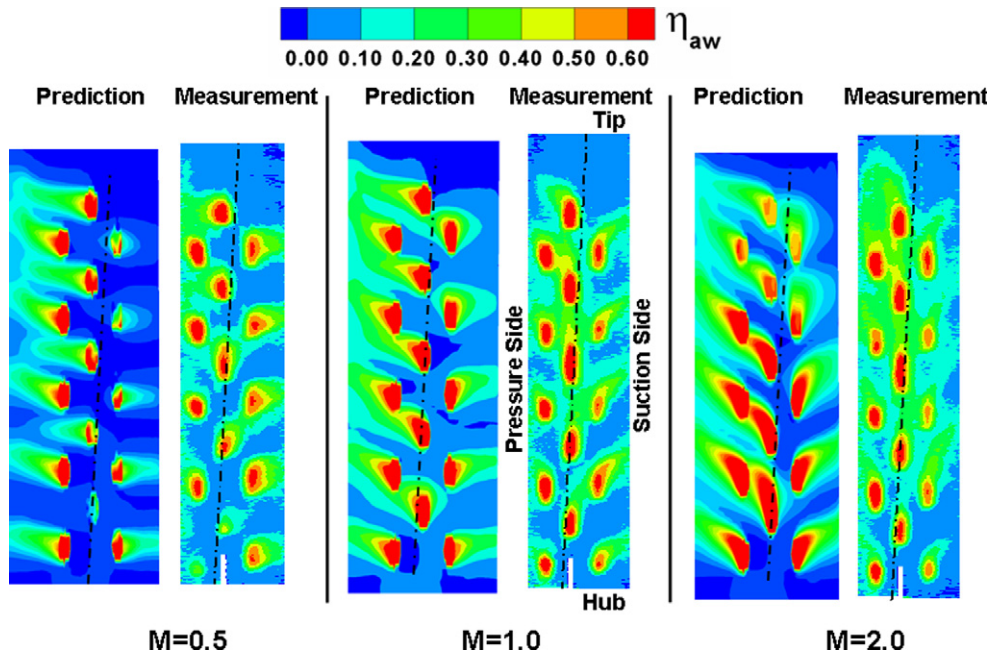 η aw
0.00 0.10 0.20 0.30 0.40 0.50 0.60
Prediction Measurement
Prediction Measurement
Prediction Measurement
Tip
Pressure Side
Suction Side
Hub
M=0.5
M=1.0
M=2.0